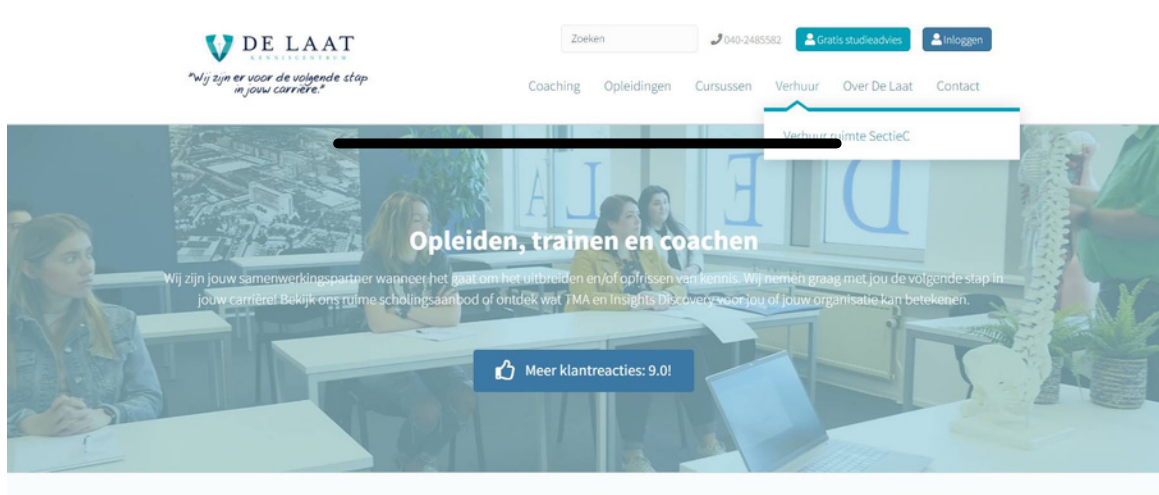 DE LAAT
KENNISCENTRUM
"Wij zijn er voor de volgende stap
in jouw carrière."
Zoeken
040-2485582
Gratis studieadvies
Inloggen
Coaching Opleidingen Cursussen Verhuur Over De Laat Contact
Verhuur ruimte SectieC
DE LA
Opleiden, trainen en coachen
Wij zijn jouw samenwerkingspartner wanneer het gaat om het uitbreiden en/of opfrissen van kennis. Wij nemen graag met jou de volgende stap in
jouw carrière! Bekijk ons ruime scholingsaanbod of ontdek wat TMA en Insights Discovery voor jou of jouw organisatie kan betekenen.
Meer klantreacties: 9.0!